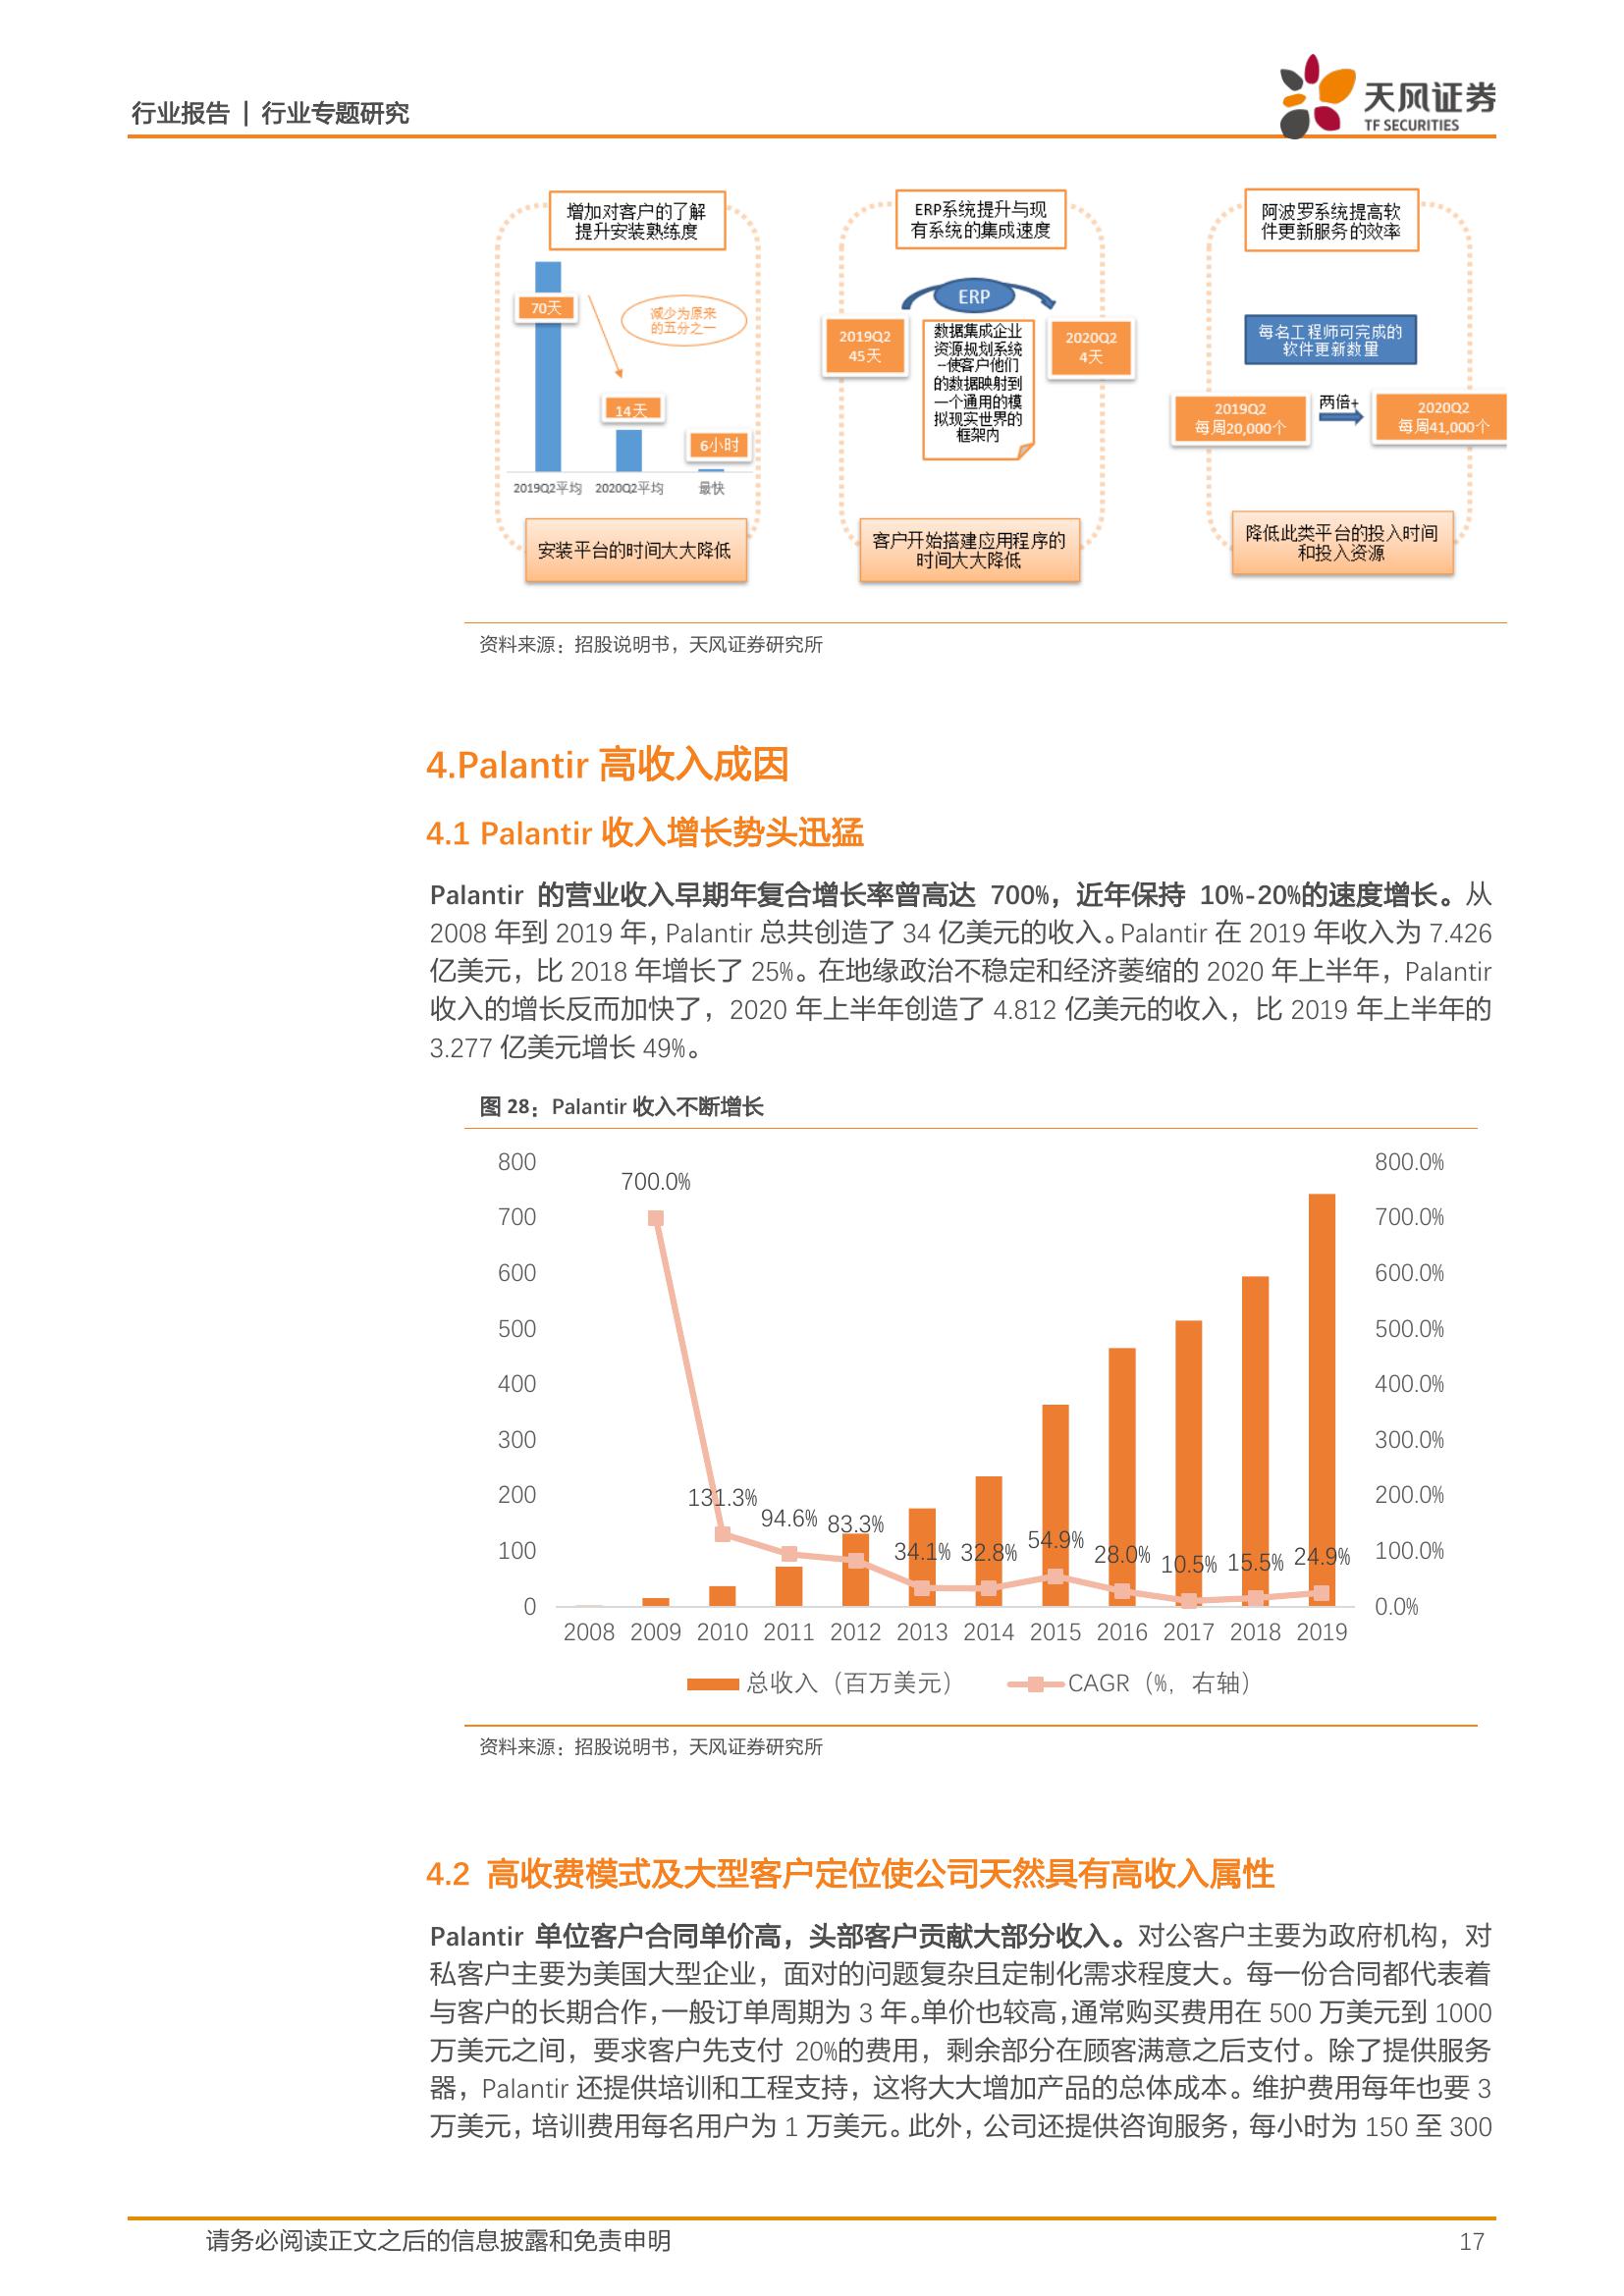 行业报告 | 行业专题研究
天风证券
TF SECURITIES
增加对客户的了解
提升安装熟练度
70天
减少为原来
的五分之一
14天
6小时
2019Q2平均 2020Q2平均 最快
安装平台的时间大大降低
ERP系统提升与现
有系统的集成速度
ERP
2019Q2
45天
数据集成企业
资源规划系统
--使客户他们
的数据映射到
一个通用的模
拟现实世界的
框架内
2020Q2
4天
客户开始搭建应用程序的
时间大大降低
阿波罗系统提高软
件更新服务的效率
每名工程师可完成的
软件更新数量
2019Q2
每周20,000个
两倍+
2020Q2
每周41,000个
降低此类平台的投入时间
和投入资源
资料来源：招股说明书，天风证券研究所
4.Palantir 高收入成因
4.1 Palantir 收入增长势头迅猛
Palantir 的营业收入早期年复合增长率曾高达 700%，近年保持 10%-20%的速度增长。从
2008 年到 2019 年，Palantir 总共创造了 34 亿美元的收入。Palantir 在 2019 年收入为 7.426
亿美元，比 2018 年增长了 25%。在地缘政治不稳定和经济萎缩的 2020 年上半年，Palantir
收入的增长反而加快了，2020 年上半年创造了 4.812 亿美元的收入，比 2019 年上半年的
3.277 亿美元增长 49%。
图 28：Palantir 收入不断增长
800
700
600
500
400
300
200
100
0
700.0%
131.3%
94.6%
83.3%
34.1%
32.8%
54.9%
28.0%
10.5%
15.5%
24.9%
800.0%
700.0%
600.0%
500.0%
400.0%
300.0%
200.0%
100.0%
0.0%
2008 2009 2010 2011 2012 2013 2014 2015 2016 2017 2018 2019
总收入（百万美元） CAGR（%，右轴）
资料来源：招股说明书，天风证券研究所
4.2 高收费模式及大型客户定位使公司天然具有高收入属性
Palantir 单位客户合同单价高，头部客户贡献大部分收入。对公客户主要为政府机构，对
私客户主要为美国大型企业，面对的问题复杂且定制化需求程度大。每一份合同都代表着
与客户的长期合作，一般订单周期为 3 年。单价也较高，通常购买费用在 500 万美元到 1000
万美元之间，要求客户先支付 20%的费用，剩余部分在顾客满意之后支付。除了提供服务
器，Palantir 还提供培训和工程支持，这将大大增加产品的总体成本。维护费用每年也要 3
万美元，培训费用每名用户为 1 万美元。此外，公司还提供咨询服务，每小时为 150 至 300
请务必阅读正文之后的信息披露和免责申明
17